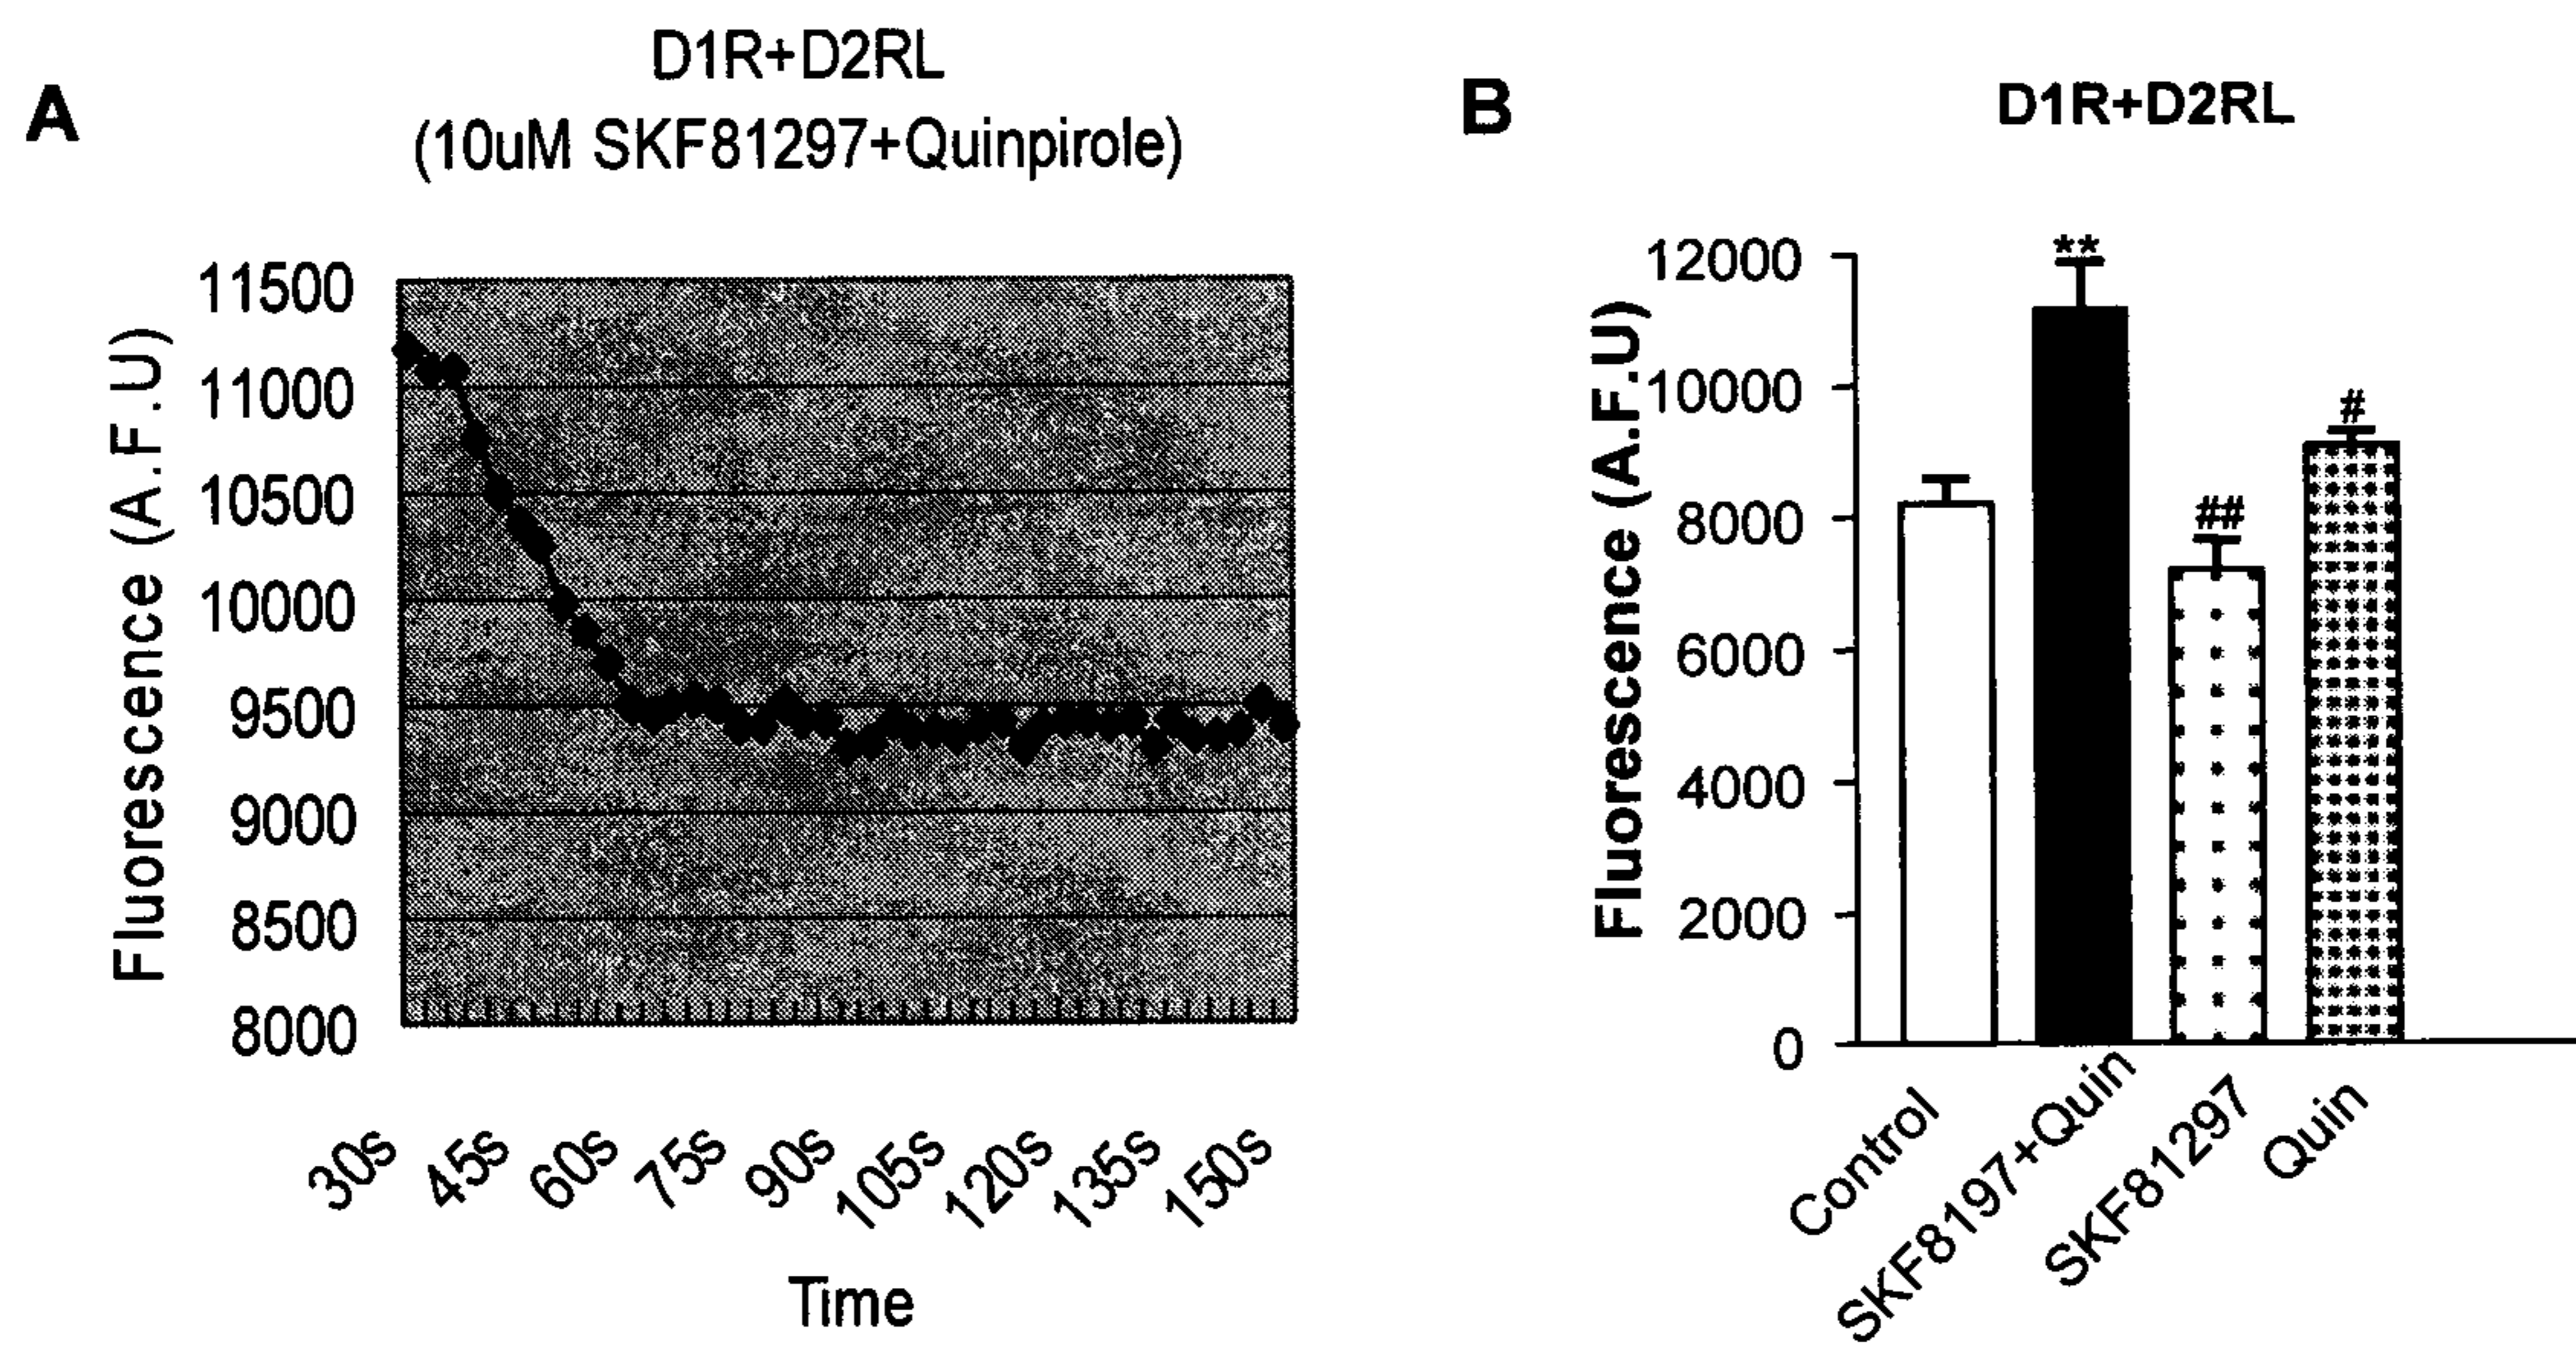 A
D1R+D2RL
(10uM SKF81297+Quinpirole)
Fluorescence (A.F.U)
11500
11000
10500
10000
9500
9000
8500
8000
30s
45s
60s
75s
90s
105s
120s
135s
150s
Time
B
D1R+D2RL
Fluorescence (A.F.U)
12000
10000
8000
6000
4000
2000
0
**
##
#
Control
SKF8197+Quin
SKF81297
Quin